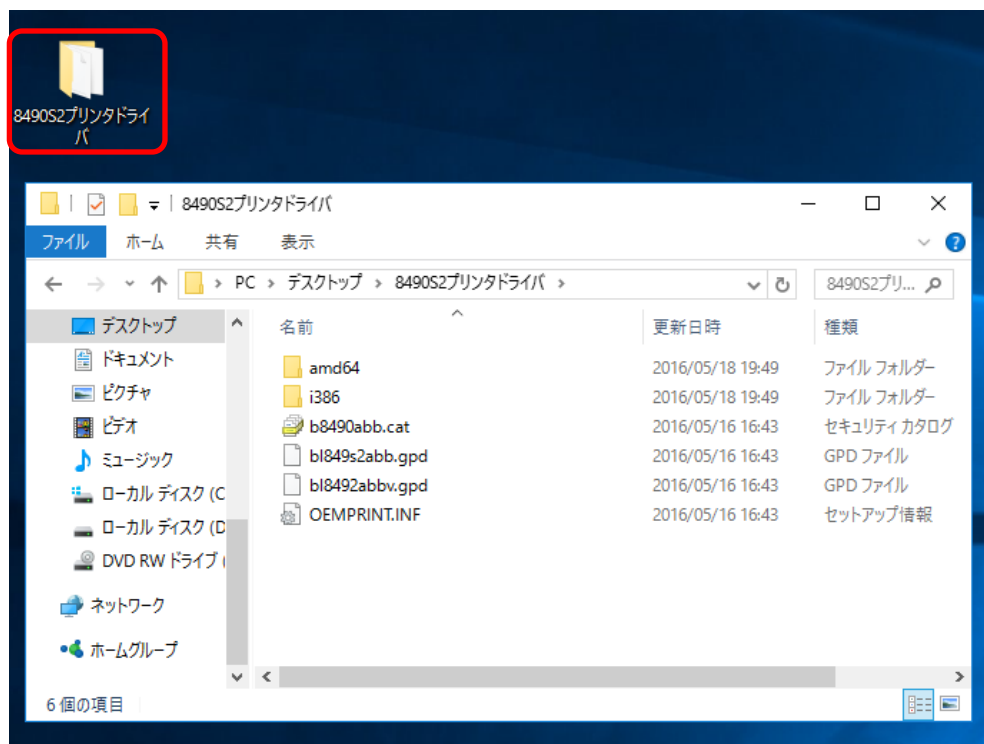 8490S2プリンタドライ
バ
8490S2プリンタドライバ
ファイル ホーム 共有 表示
PC デスクトップ 8490S2プリンタドライバ
8490S2プリ...
デスクトップ
ドキュメント
ピクチャ
ビデオ
ミュージック
ローカル ディスク (C
ローカル ディスク (D
DVD RW ドライブ (
ネットワーク
ホームグループ
名前 更新日時 種類
amd64 2016/05/18 19:49 ファイル フォルダー
i386 2016/05/18 19:49 ファイル フォルダー
b8490abb.cat 2016/05/16 16:43 セキュリティ カタログ
bl849s2abb.gpd 2016/05/16 16:43 GPD ファイル
bl8492abbv.gpd 2016/05/16 16:43 GPD ファイル
OEMPRINT.INF 2016/05/16 16:43 セットアップ情報
6 個の項目